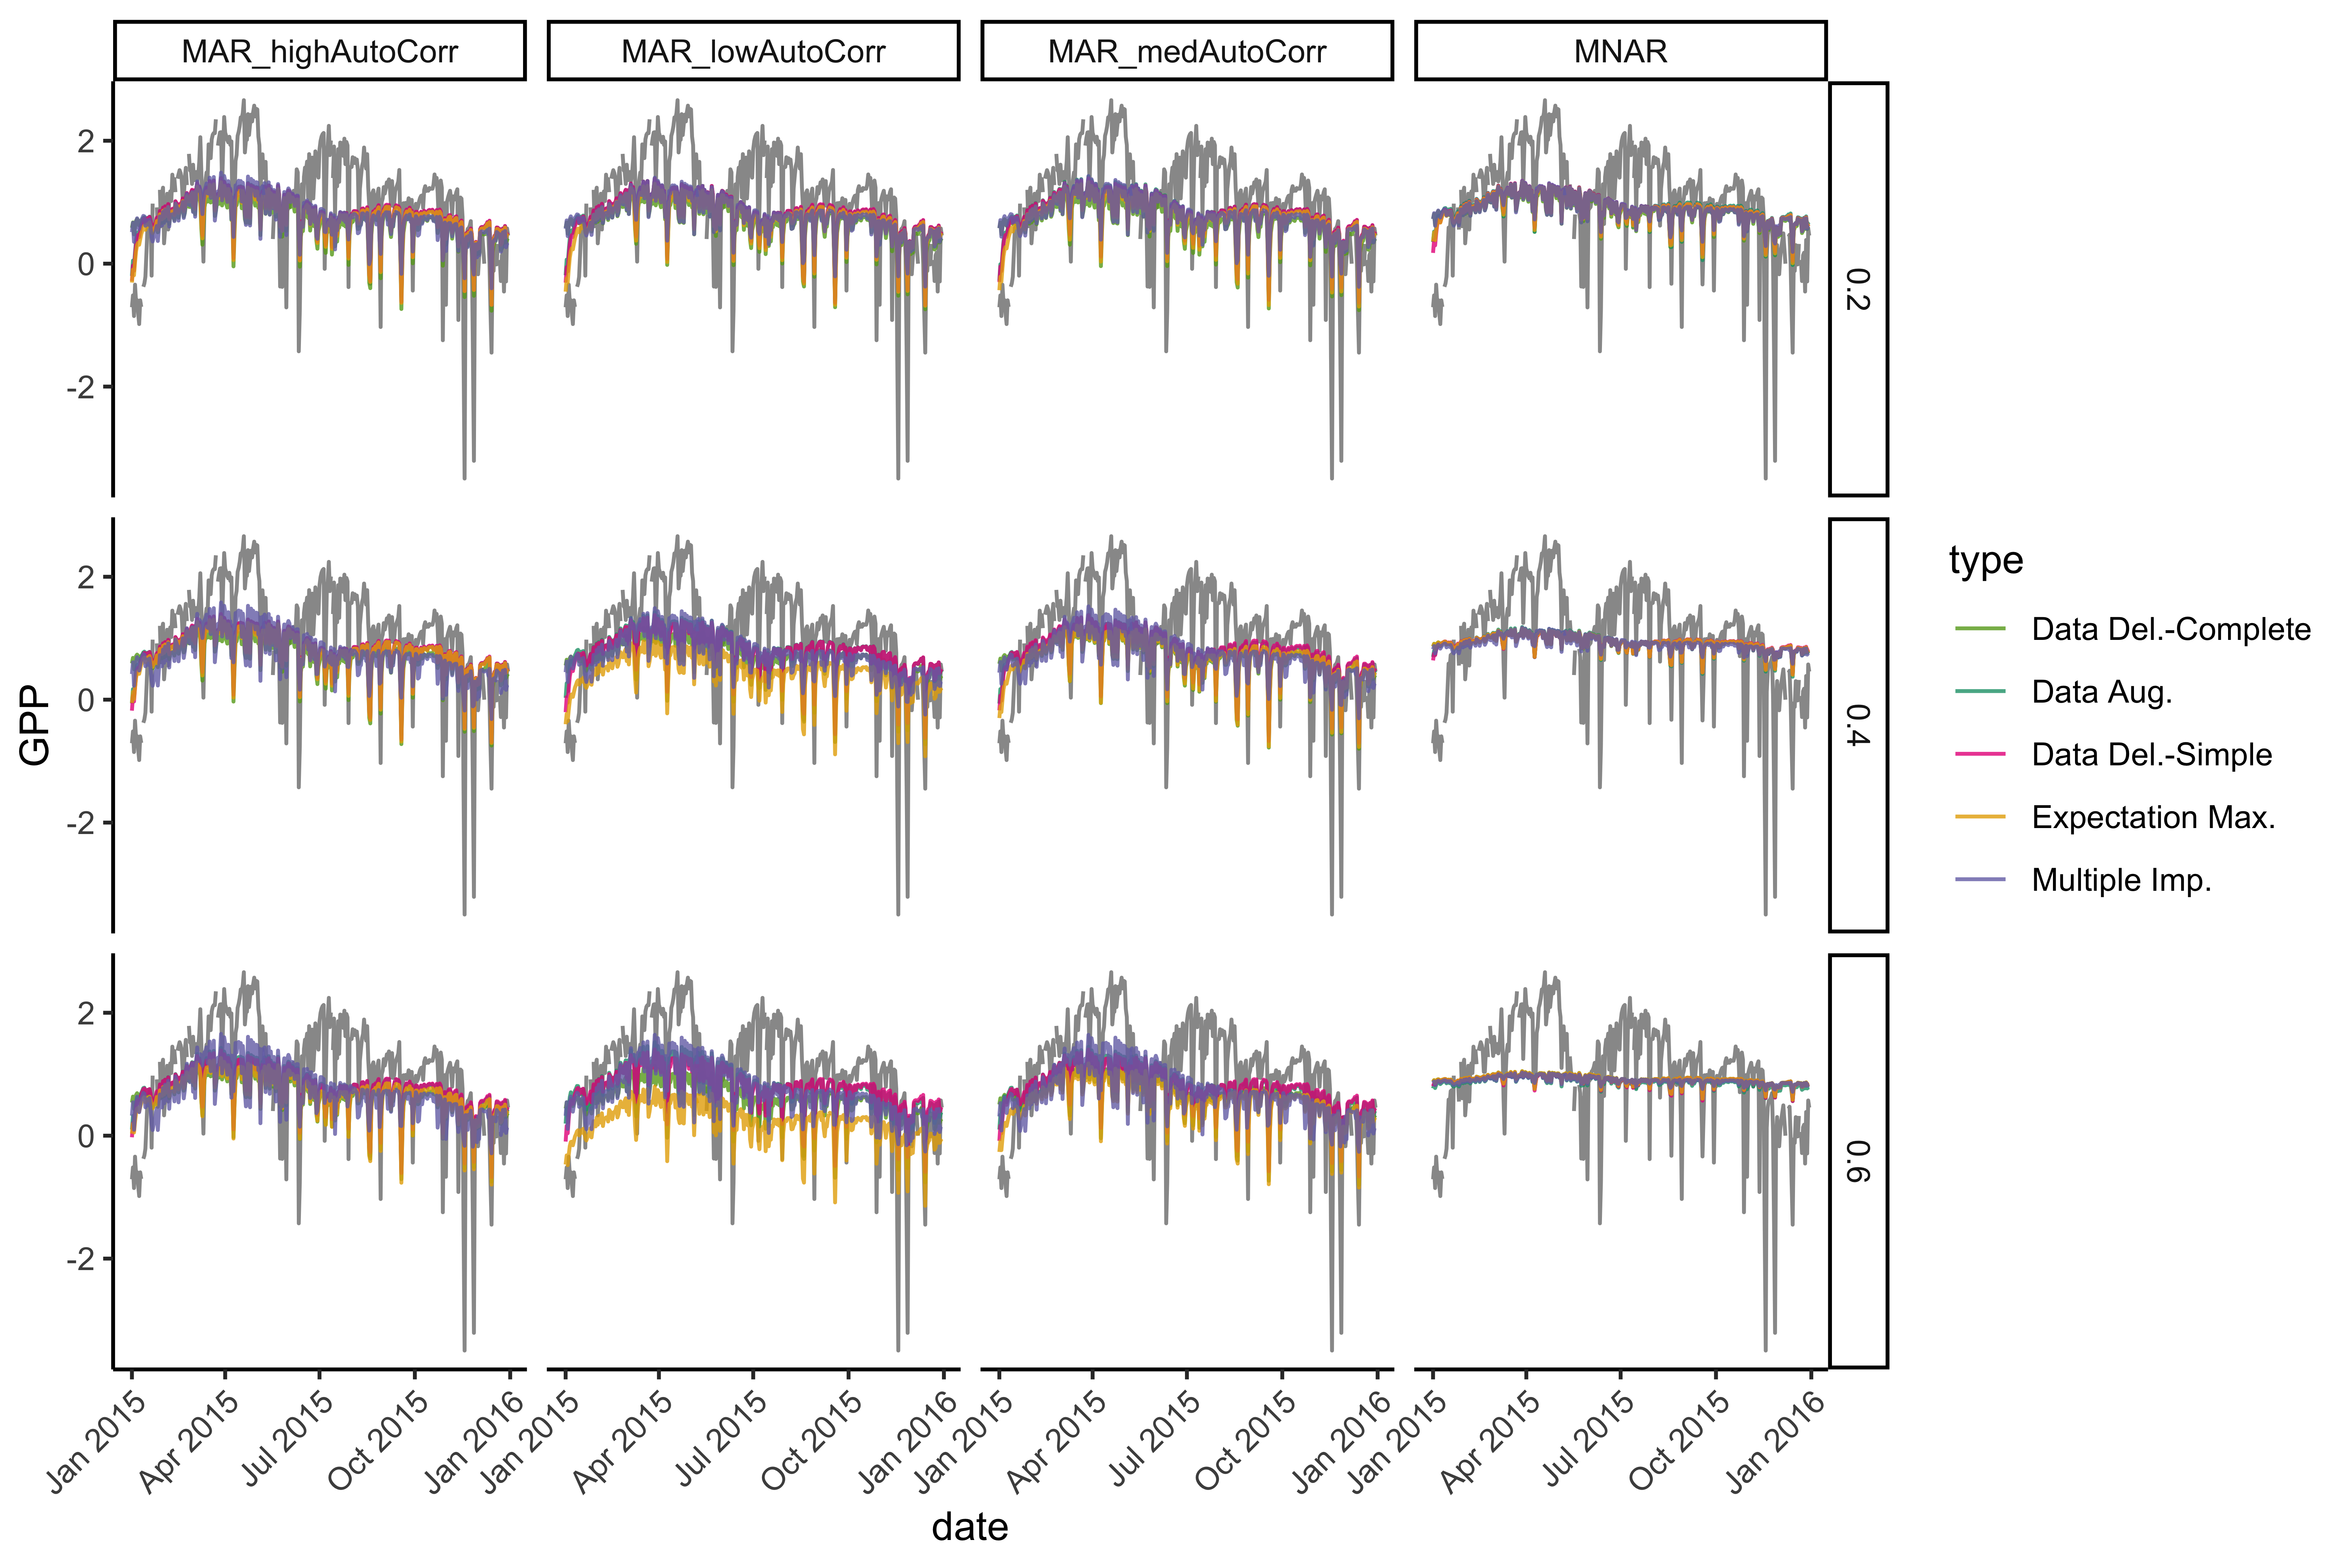 MAR_highAutoCorr MAR_lowAutoCorr MAR_medAutoCorr MNAR
2
0
-2
0.2
2
0
-2
0.4
2
0
-2
0.6
GPP
Jan 2015 Apr 2015 Jul 2015 Oct 2015 Jan 2016 Jan 2015 Apr 2015 Jul 2015 Oct 2015 Jan 2016 Jan 2015 Apr 2015 Jul 2015 Oct 2015 Jan 2016 Jan 2015 Apr 2015 Jul 2015 Oct 2015 Jan 2016
date
type
Data Del.-Complete
Data Aug.
Data Del.-Simple
Expectation Max.
Multiple Imp.